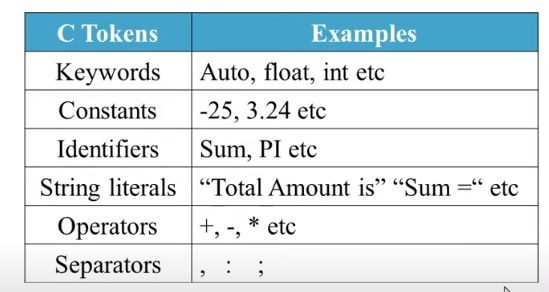 C Tokens Examples
Keywords Auto, float, int etc
Constants -25, 3.24 etc
Identifiers Sum, PI etc
String literals “Total Amount is” “Sum =“ etc
Operators +, -, * etc
Separators , : ;